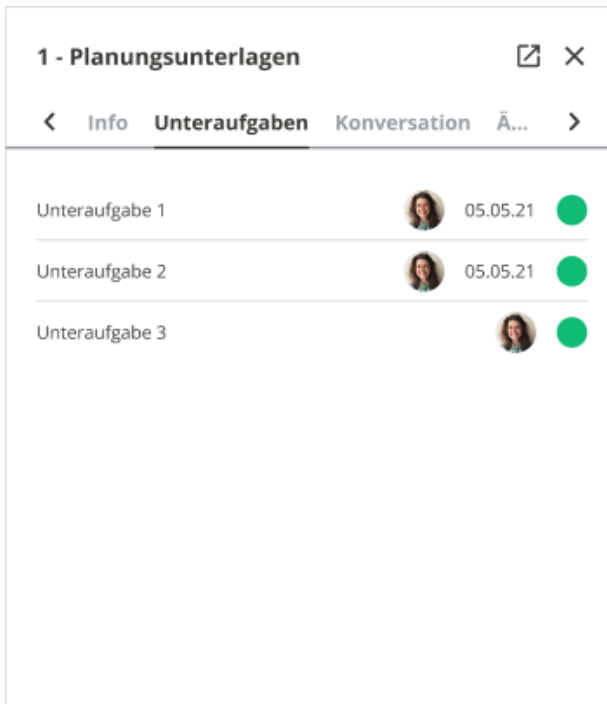 1 - Planungsunterlagen
Info Unteraufgaben Konversation Ä...
Unteraufgabe 1 05.05.21
Unteraufgabe 2 05.05.21
Unteraufgabe 3